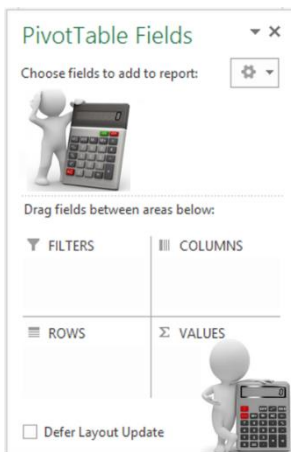 PivotTable Fields
Choose fields to add to report:
Drag fields between areas below:
FILTERS
COLUMNS
ROWS
Σ VALUES
Defer Layout Update